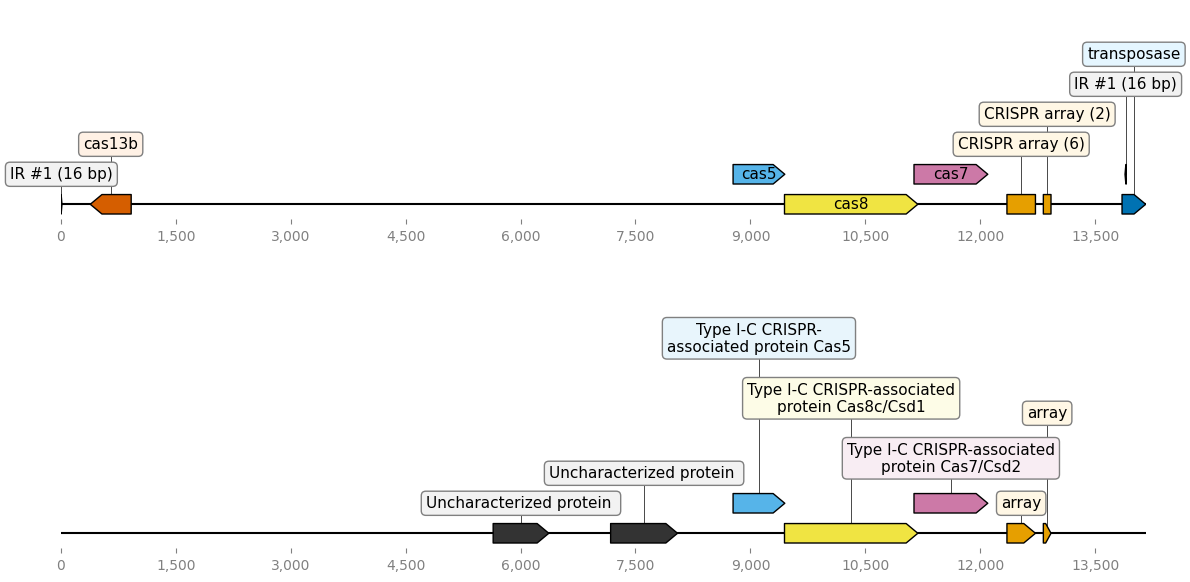 transposase
IR #1 (16 bp)
CRISPR array (2)
cas13b
CRISPR array (6)
IR #1 (16 bp)
cas5
cas7
cas8
0
1,500
3,000
4,500
6,000
7,500
9,000
10,500
12,000
13,500
Type I-C CRISPR-
associated protein Cas5
Type I-C CRISPR-associated
protein Cas8c/Csd1
array
Type I-C CRISPR-associated
protein Cas7/Csd2
Uncharacterized protein
Uncharacterized protein
array
0
1,500
3,000
4,500
6,000
7,500
9,000
10,500
12,000
13,500